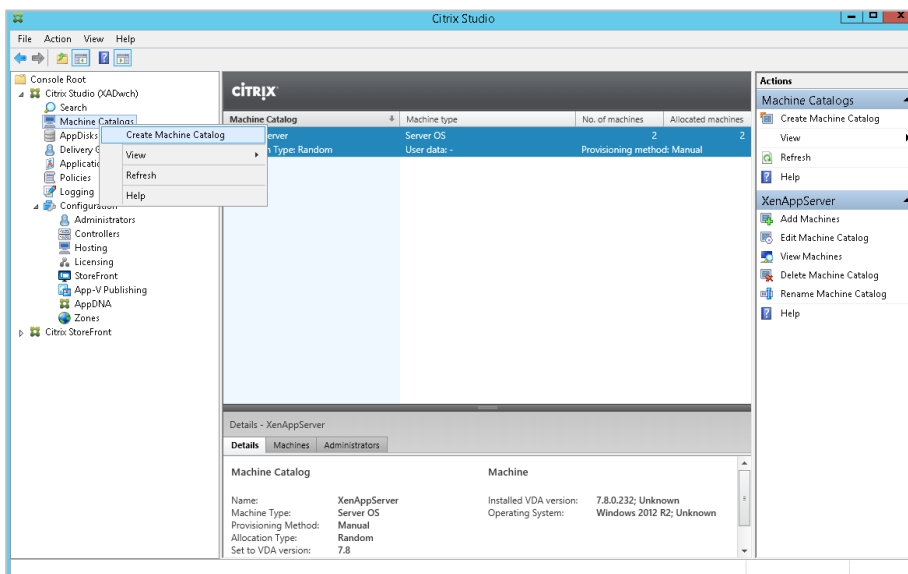 Citrix Studio
File Action View Help
Console Root
Citrix Studio (XADwch)
Search
Machine Catalogs
AppDisks
Delivery G
Applicatio
Policies
Logging
Configuration
Administrators
Controllers
Hosting
Licensing
StoreFront
App-V Publishing
AppDNA
Zones
Citrix StoreFront
Create Machine Catalog
View
Refresh
Help
CİTRIX
Machine Catalog Machine type No. of machines Allocated machines
erver Server OS 2 2
n Type: Random User data: - Provisioning method: Manual
Details - XenAppServer
Details Machines Administrators
Machine Catalog Machine
Name: XenAppServer Installed VDA version: 7.8.0.232; Unknown
Machine Type: Server OS Operating System: Windows 2012 R2; Unknown
Provisioning Method: Manual
Allocation Type: Random
Set to VDA version: 7.8
Actions
Machine Catalogs
Create Machine Catalog
View
Refresh
Help
XenAppServer
Add Machines
Edit Machine Catalog
View Machines
Delete Machine Catalog
Rename Machine Catalog
Help